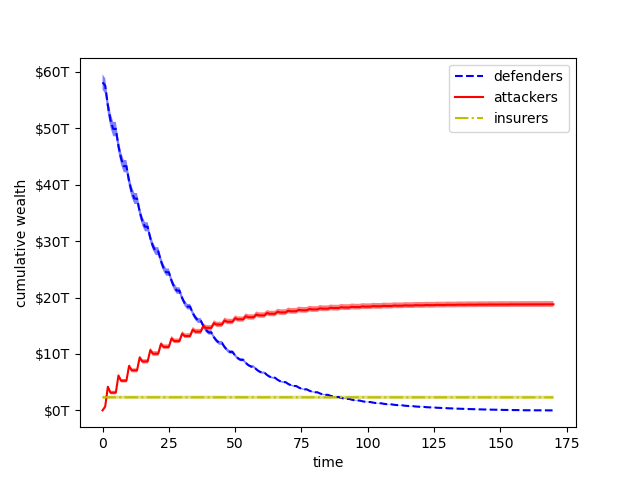 $60T
$50T
$40T
$30T
$20T
$10T
$0T
cumulative wealth
defenders
attackers
insurers
0 25 50 75 100 125 150 175
time